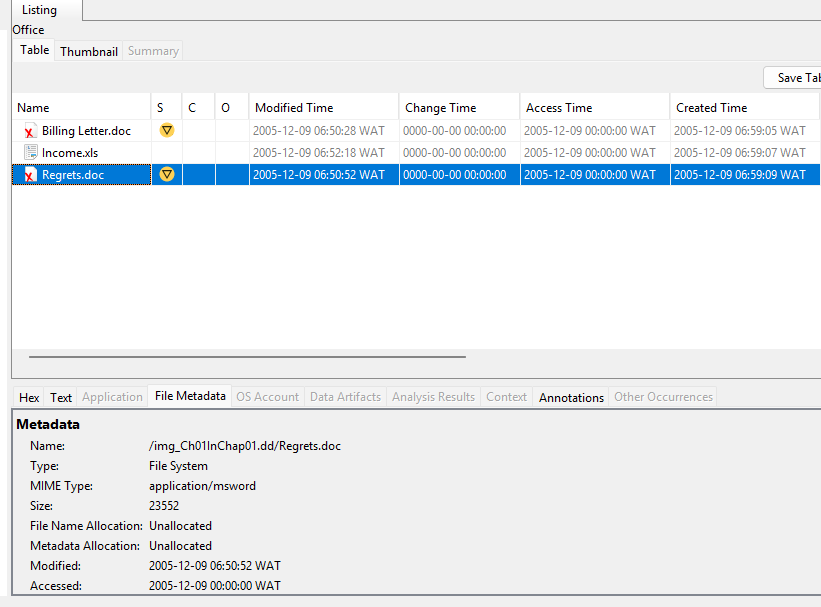 Listing
Office
Table Thumbnail Summary
Save Tab
Name S C O Modified Time Change Time Access Time Created Time
Billing Letter.doc 2005-12-09 06:50:28 WAT 0000-00-00 00:00:00 2005-12-09 00:00:00 WAT 2005-12-09 06:59:05 WAT
Income.xls 2005-12-09 06:52:18 WAT 0000-00-00 00:00:00 2005-12-09 00:00:00 WAT 2005-12-09 06:59:07 WAT
Regrets.doc 2005-12-09 06:50:52 WAT 0000-00-00 00:00:00 2005-12-09 00:00:00 WAT 2005-12-09 06:59:09 WAT
Hex Text Application File Metadata OS Account Data Artifacts Analysis Results Context Annotations Other Occurrences
Metadata
Name: /img_Ch01InChap01.dd/Regrets.doc
Type: File System
MIME Type: application/msword
Size: 23552
File Name Allocation: Unallocated
Metadata Allocation: Unallocated
Modified: 2005-12-09 06:50:52 WAT
Accessed: 2005-12-09 00:00:00 WAT